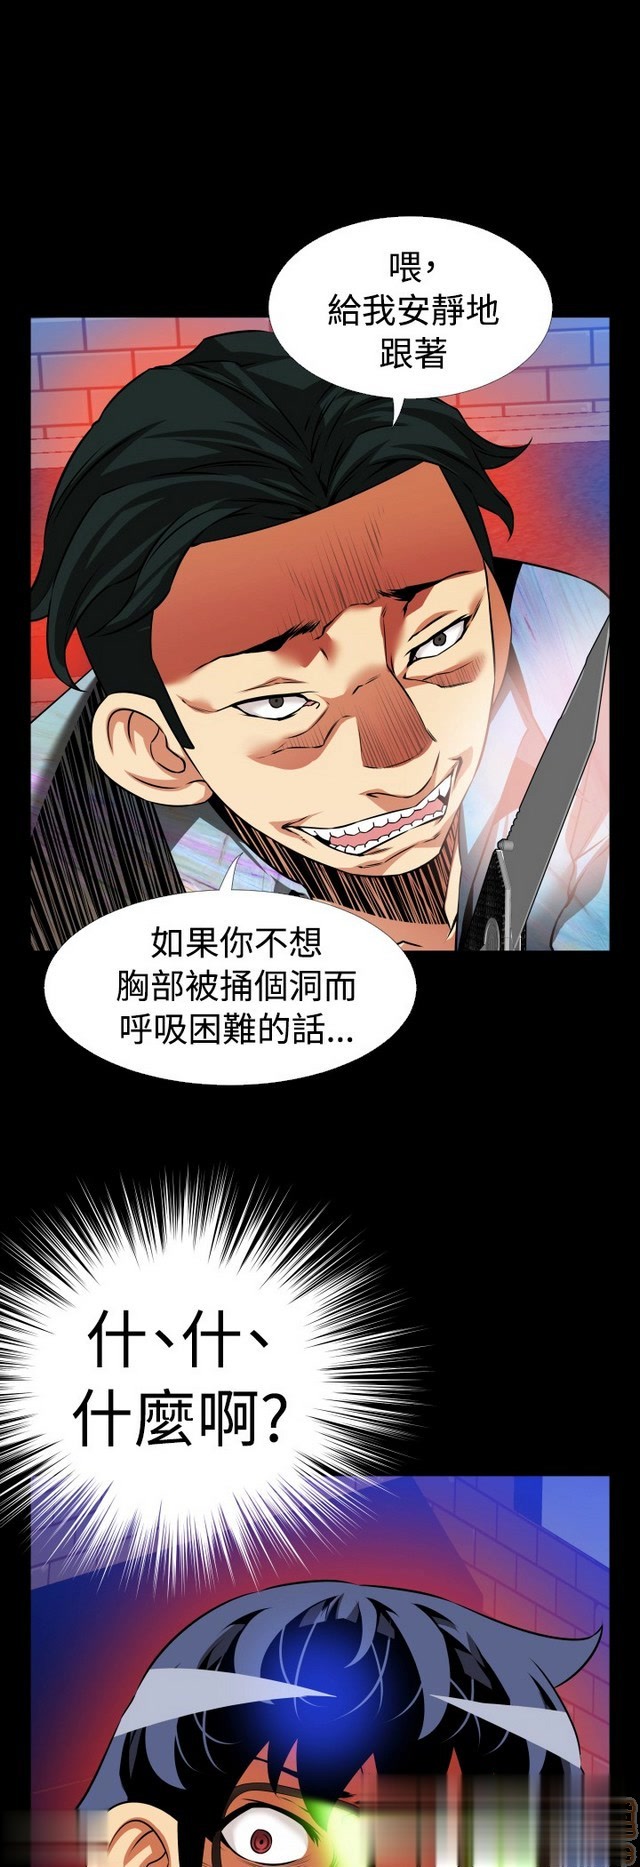 喂，
給我安靜地
跟著
如果你不想
胸部被捅個洞而
呼吸困難的話…
什、什、
什麼啊?